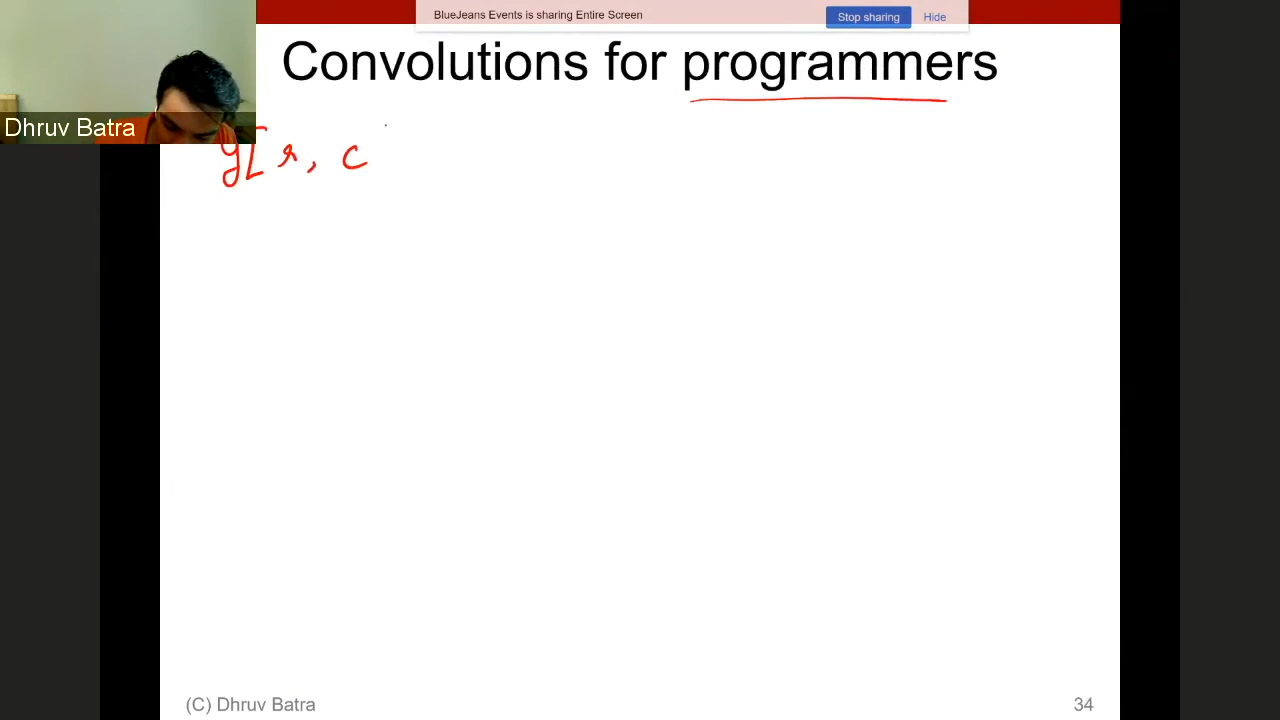 BlueJeans Events is sharing Entire Screen
Stop sharing
Hide
Convolutions for programmers
Dhruv Batra
y[r, c
(C) Dhruv Batra
34